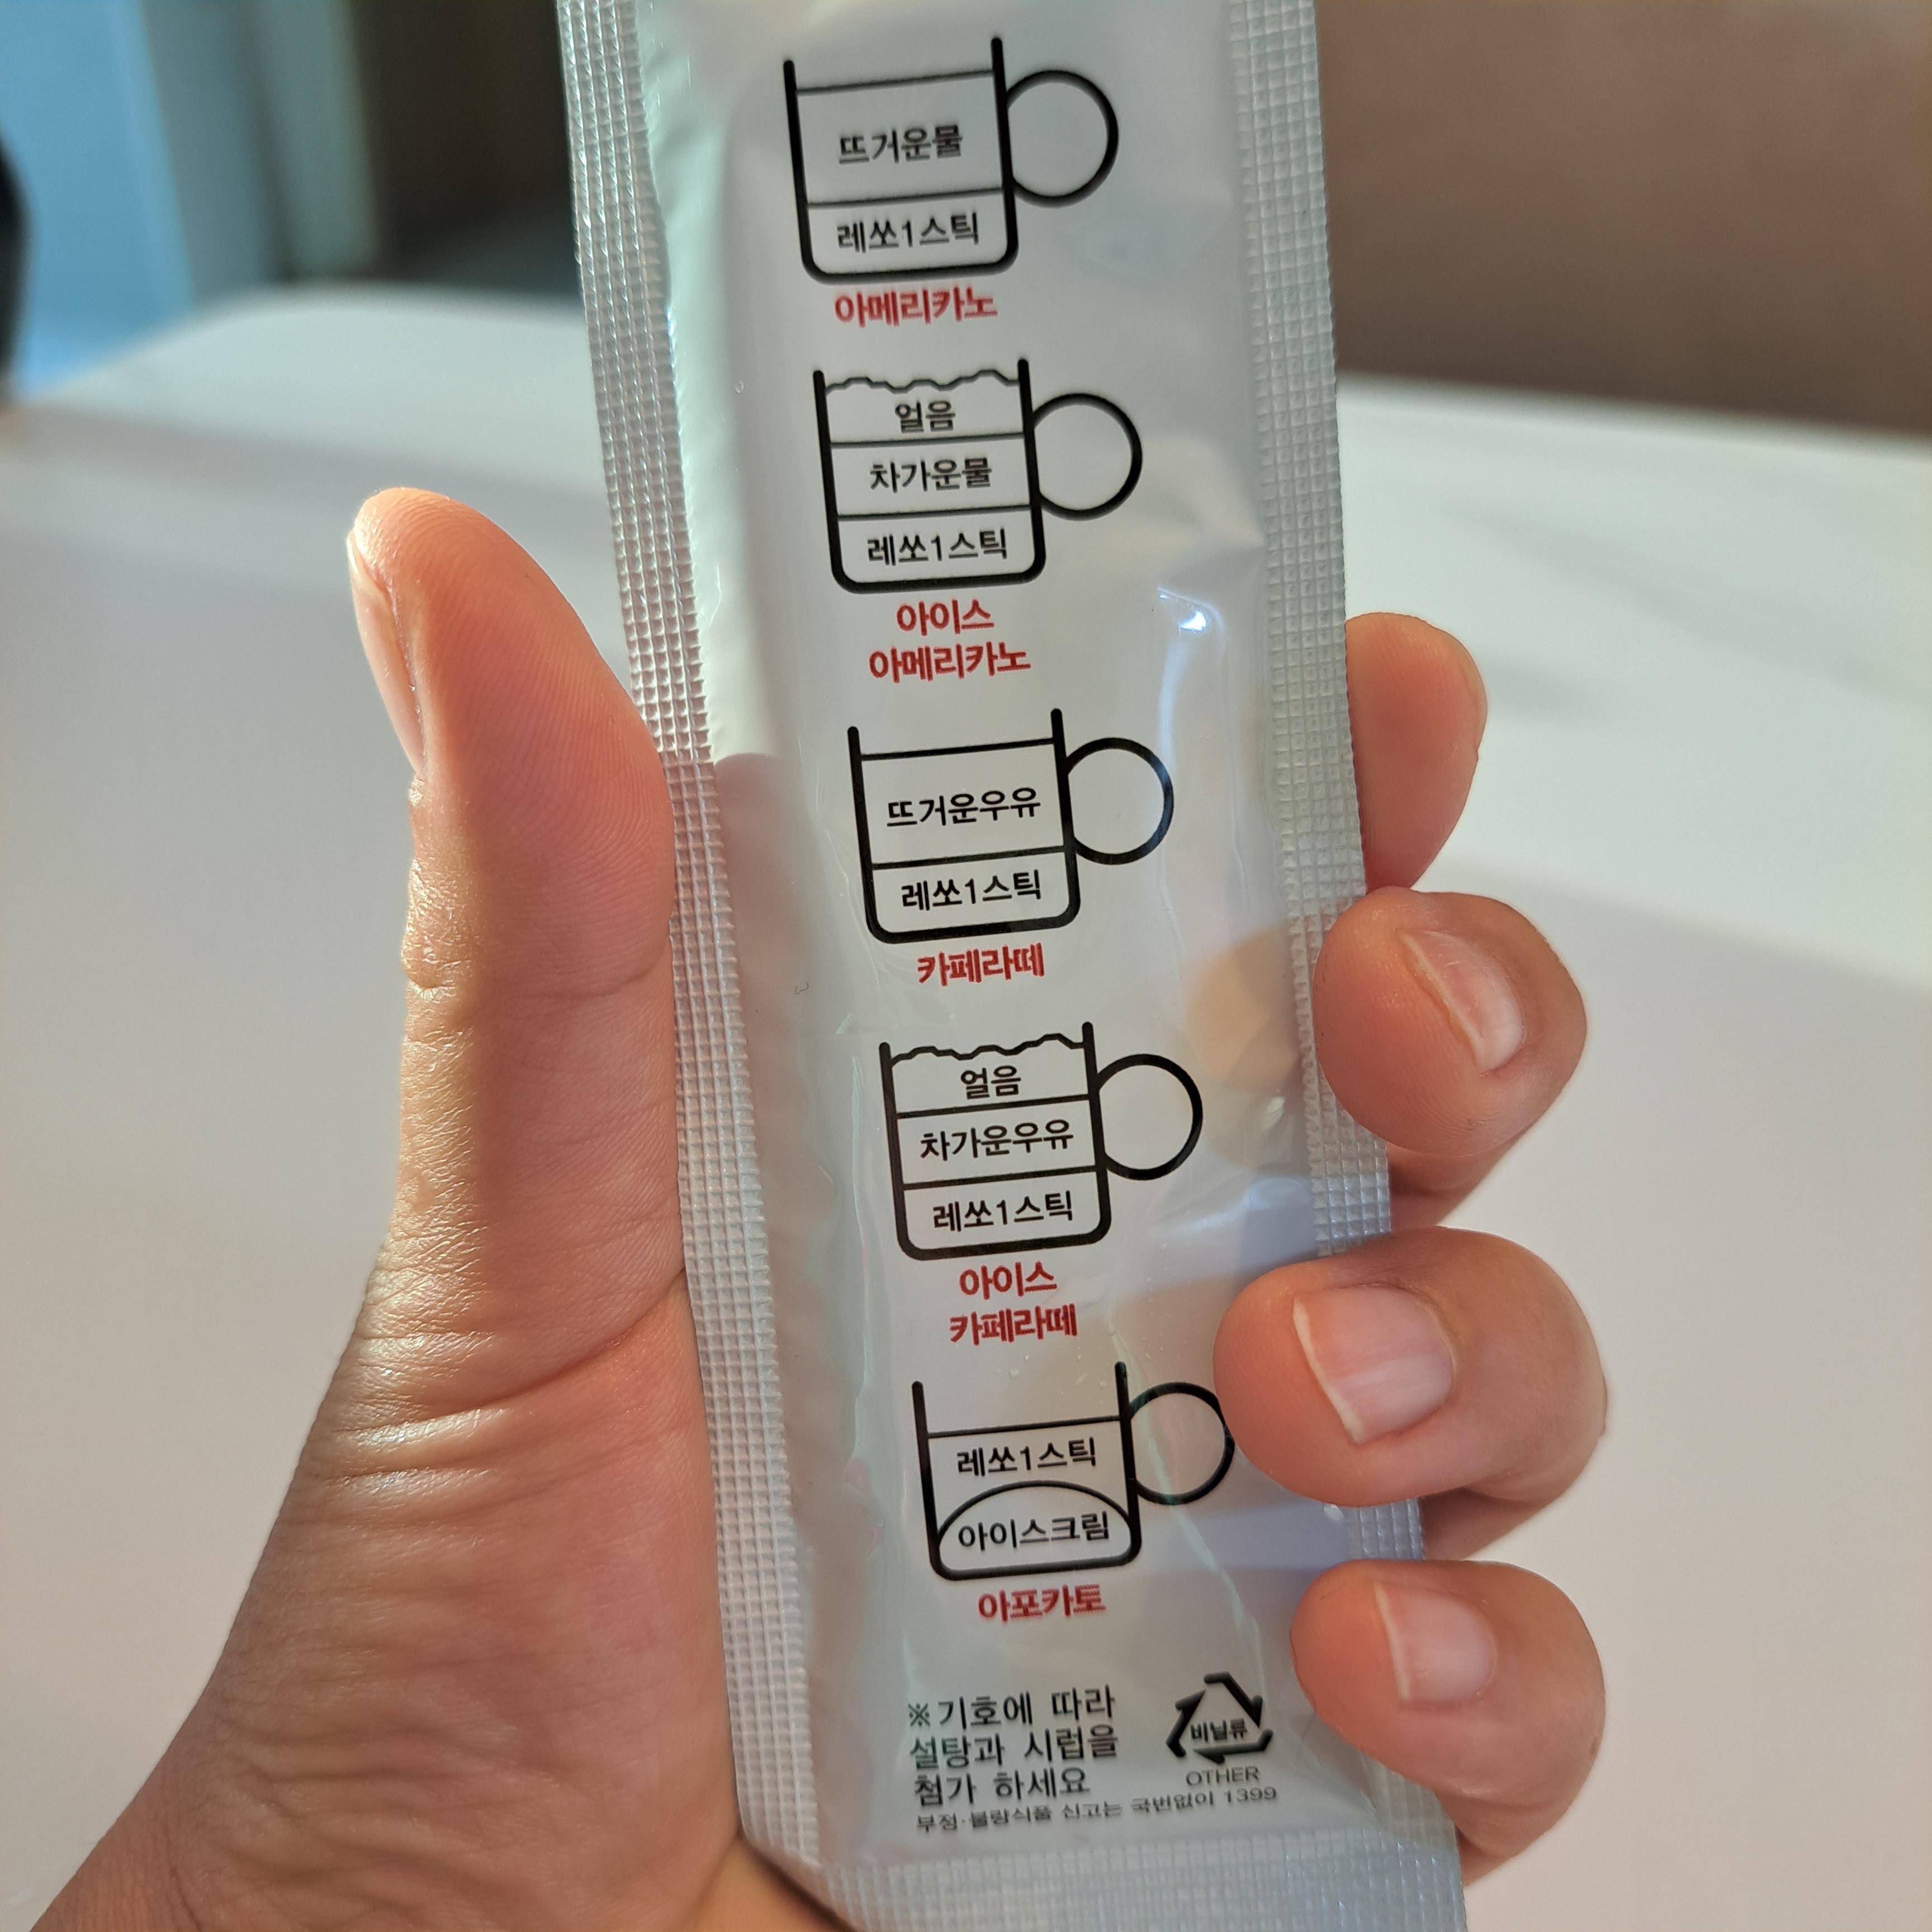 뜨거운물
레쏘1스틱
아메리카노
얼음
차가운물
레쏘1스틱
아이스
아메리카노
뜨거운우유
레쏘1스틱
카페라떼
얼음
차가운우유
레쏘1스틱
아이스
카페라떼
레쏘1스틱
아이스크림
아포카토
※기호에 따라
설탕과 시럽을
첨가 하세요
비닐류
OTHER
부정·불량식품 신고는 국번없이 1399